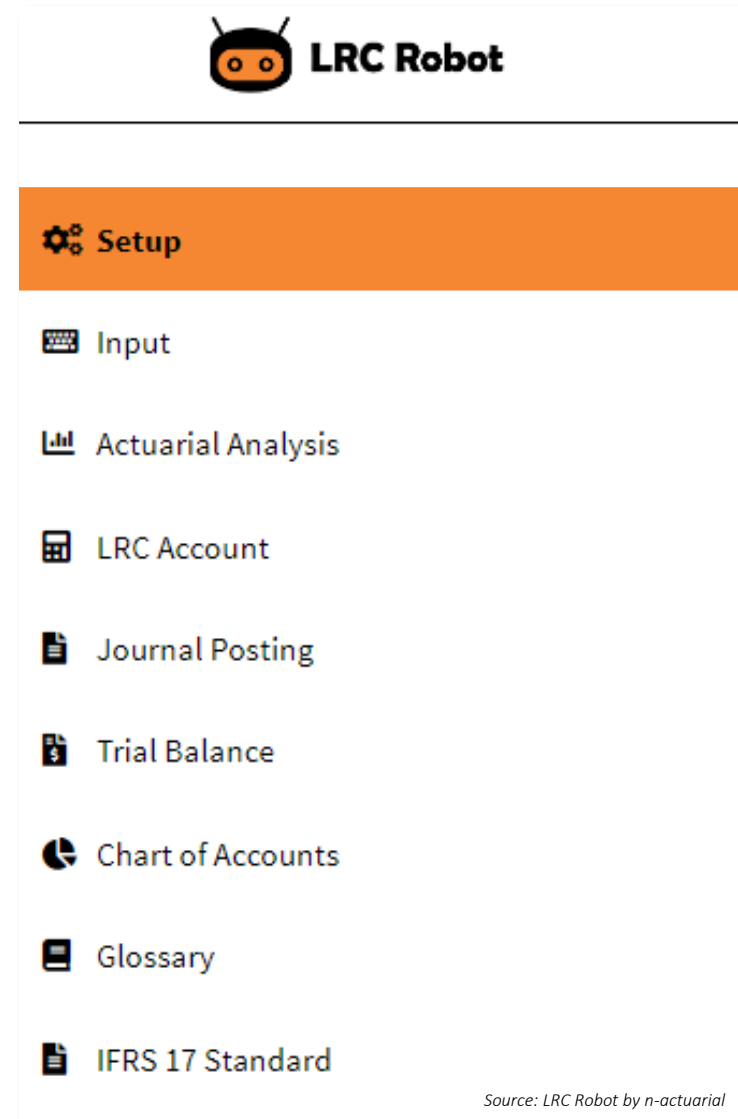 LRC Robot
Setup
Input
Actuarial Analysis
LRC Account
Journal Posting
Trial Balance
Chart of Accounts
Glossary
IFRS 17 Standard
Source: LRC Robot by n-actuarial